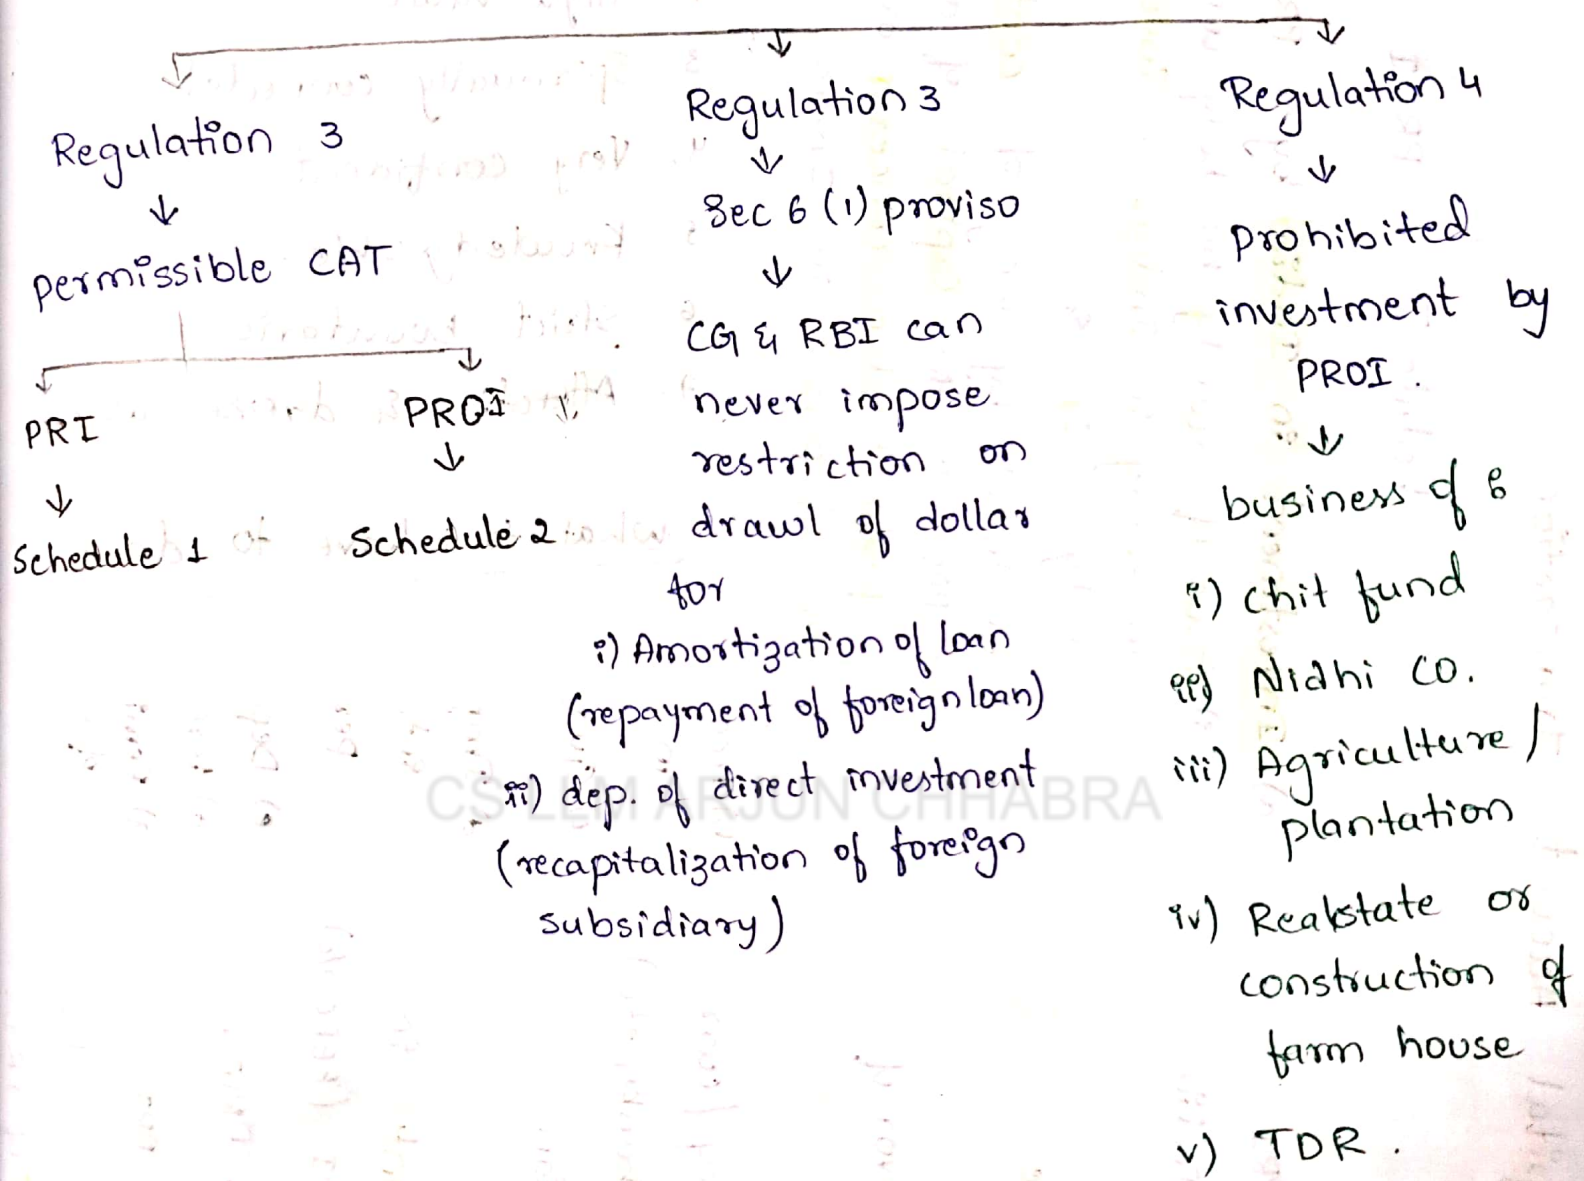 Regulation 3
↓
permissible CAT
PRI
↓
Schedule 1
PROI
↓
Schedule 2
Regulation 3
↓
Sec 6 (1) proviso
↓
CG & RBI can
never impose
restriction on
drawl of dollar
for
i) Amortization of loan
(repayment of foreign loan)
ii) dep. of direct investment
(recapitalization of foreign
subsidiary)
Regulation 4
↓
Prohibited
investment by
PROI.
↓
business of
i) chit fund
ii) Nidhi co.
iii) Agriculture /
plantation
iv) Realstate or
construction of
farm house
v) TDR.
CS LLM ARJUN CHHABRA